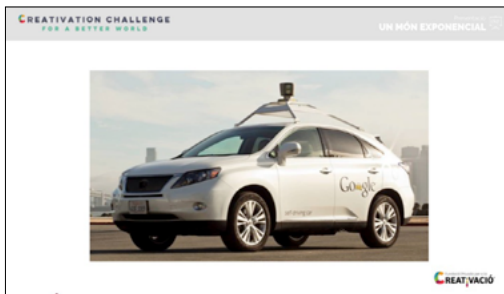 CREATIVATION CHALLENGE
FOR A BETTER WORLD
UN MÓN EXPONENCIAL
Google
CREATIVACIÓ